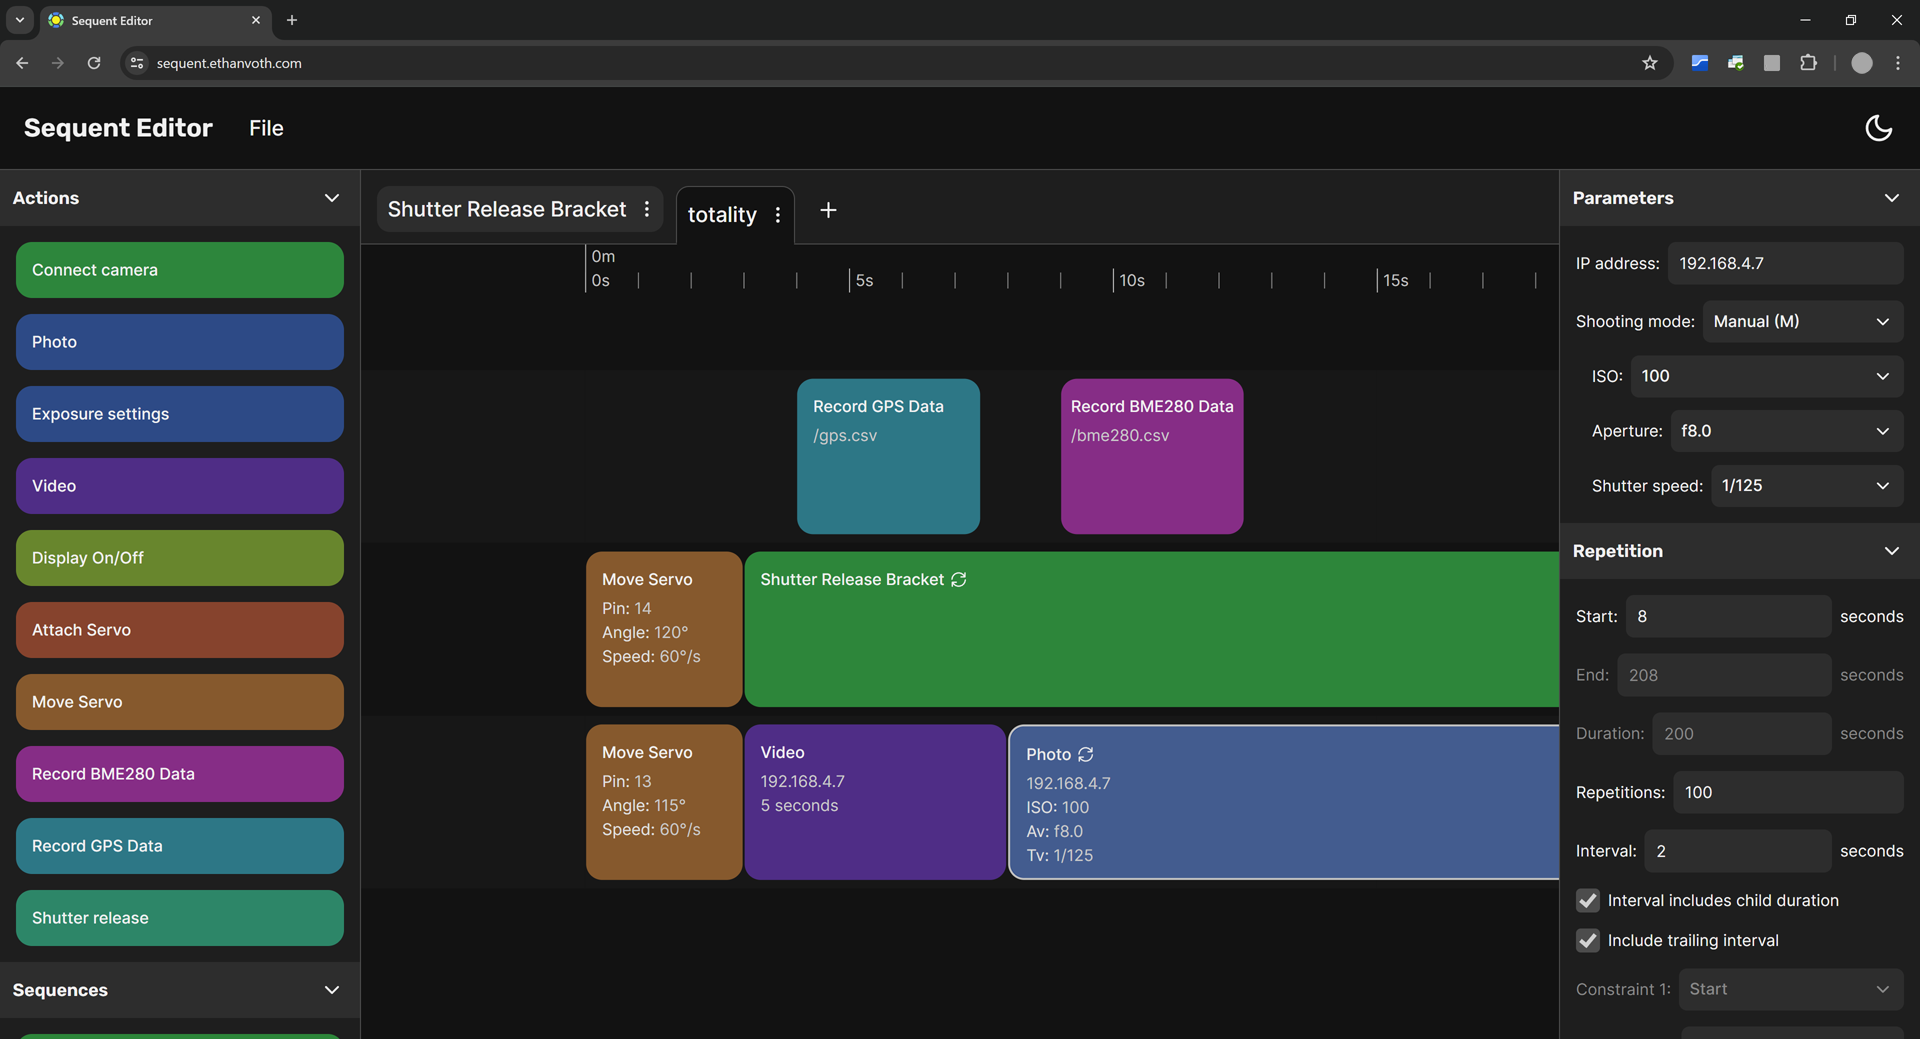 Sequent Editor
sequent.ethanvoth.com
Sequent Editor
File
Actions
Connect camera
Photo
Exposure settings
Video
Display On/Off
Attach Servo
Move Servo
Record BME280 Data
Record GPS Data
Shutter release
Sequences
Shutter Release Bracket
totality
0m
0s
5s
10s
15s
Record GPS Data
/gps.csv
Record BME280 Data
/bme280.csv
Move Servo
Pin: 14
Angle: 120°
Speed: 60°/s
Shutter Release Bracket
Move Servo
Pin: 13
Angle: 115°
Speed: 60°/s
Video
192.168.4.7
5 seconds
Photo
192.168.4.7
ISO: 100
Av: f8.0
Tv: 1/125
Parameters
IP address: 192.168.4.7
Shooting mode: Manual (M)
ISO: 100
Aperture: f8.0
Shutter speed: 1/125
Repetition
Start: 8 seconds
End: 208 seconds
Duration: 200 seconds
Repetitions: 100
Interval: 2 seconds
Interval includes child duration
Include trailing interval
Constraint 1: Start